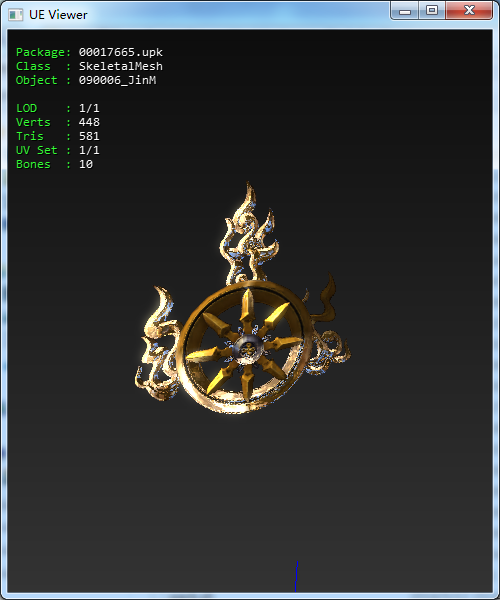 UE Viewer
Package: 00017665.upk
Class : SkeletalMesh
Object : 090006_JinM
LOD : 1/1
Verts : 448
Tris : 581
UV Set : 1/1
Bones : 10